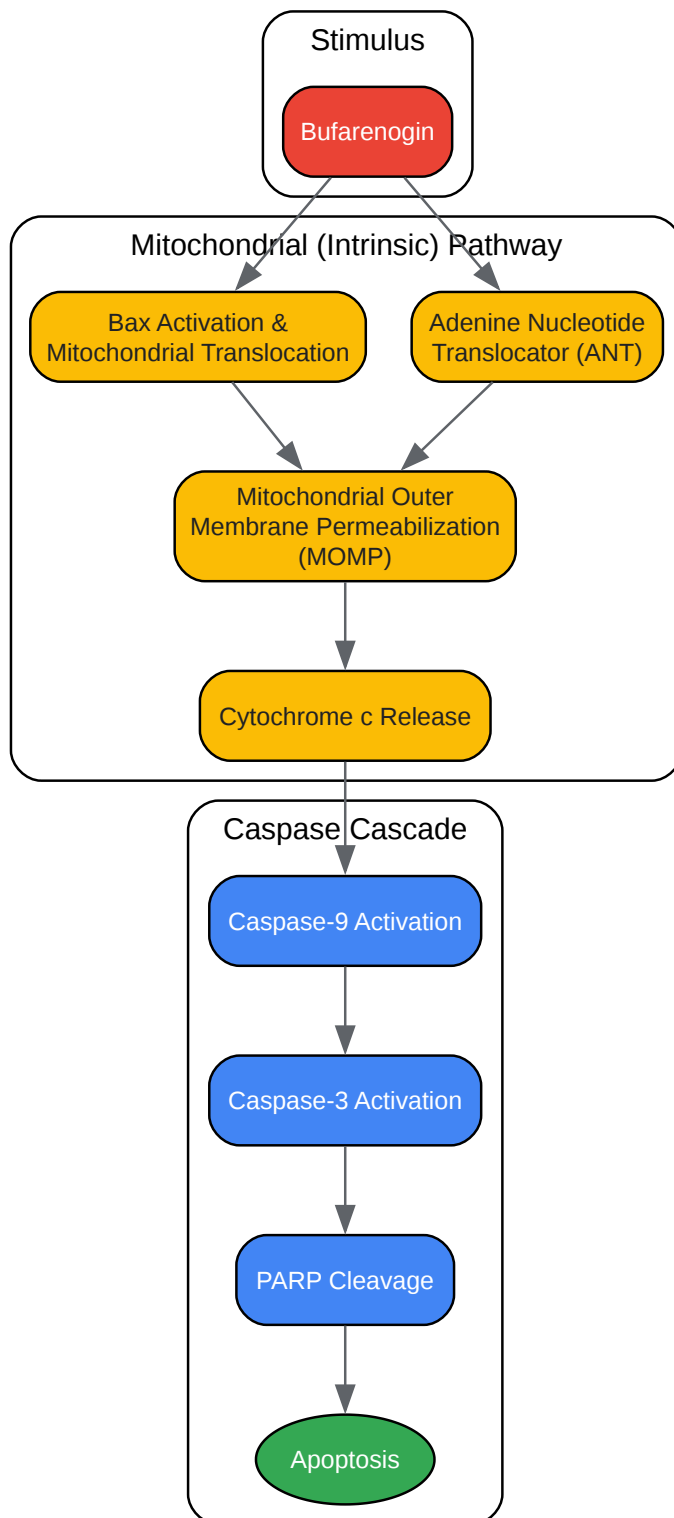 Stimulus
Bufarenogin
Mitochondrial (Intrinsic) Pathway
Bax Activation &
Mitochondrial Translocation
Adenine Nucleotide
Translocator (ANT)
Mitochondrial Outer
Membrane Permeabilization
(MOMP)
Cytochrome c Release
Caspase Cascade
Caspase-9 Activation
Caspase-3 Activation
PARP Cleavage
Apoptosis